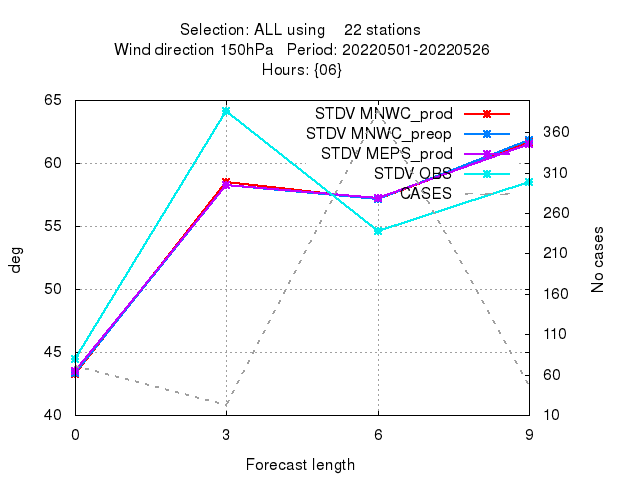 Selection: ALL using 22 stations
Wind direction 150hPa Period: 20220501-20220526
Hours: {06}
STDV MNWC_prod
STDV MNWC_preop
STDV MEPS_prod
STDV OBS
CASES
65
60
55
50
45
40
deg
360
310
260
210
160
110
60
10
No cases
0 3 6 9
Forecast length